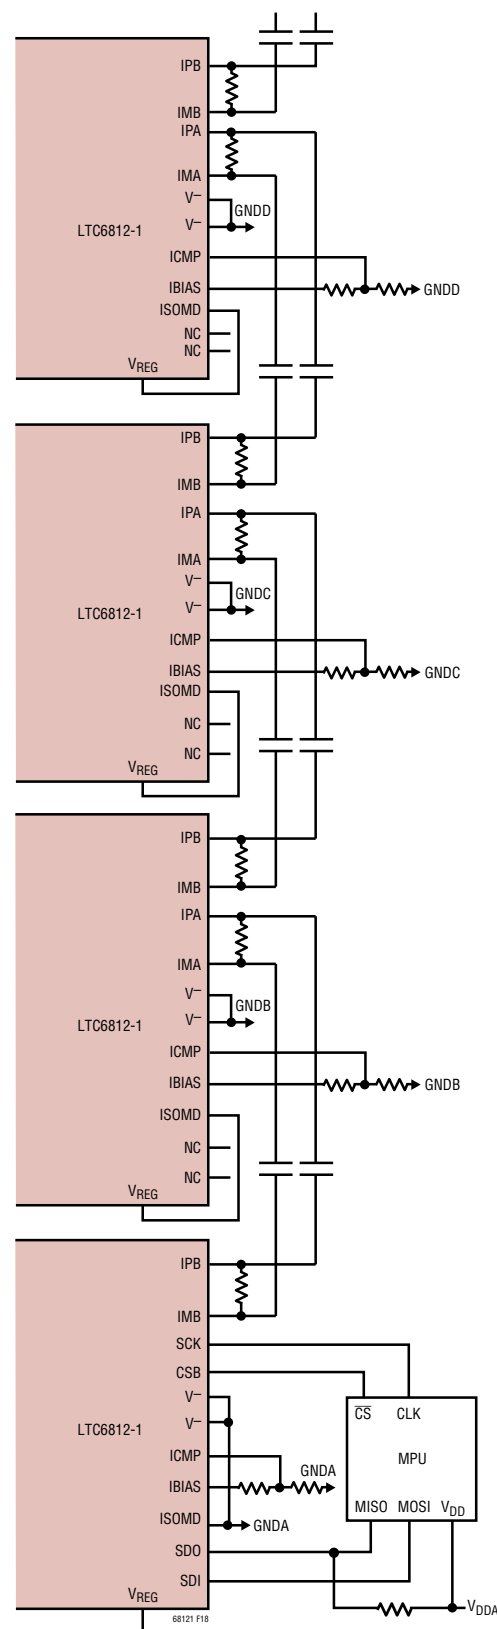 IPB
IMB
IPA
IMA
V–
GNDD
V–
LTC6812-1
ICMP
IBIAS
GNDD
ISOMD
NC
NC
VREG
IPB
IMB
IPA
IMA
V–
GNDC
V–
LTC6812-1
ICMP
IBIAS
GNDC
ISOMD
NC
NC
VREG
IPB
IMB
IPA
IMA
V–
GNDB
V–
LTC6812-1
ICMP
IBIAS
GNDB
ISOMD
NC
NC
VREG
IPB
IMB
SCK
CSB
V–
CS CLK
V–
LTC6812-1
MPU
ICMP
GNDA
IBIAS
MISO MOSI VDD
ISOMD
GNDA
SDO
SDI
VREG
VDDA
68121 F18